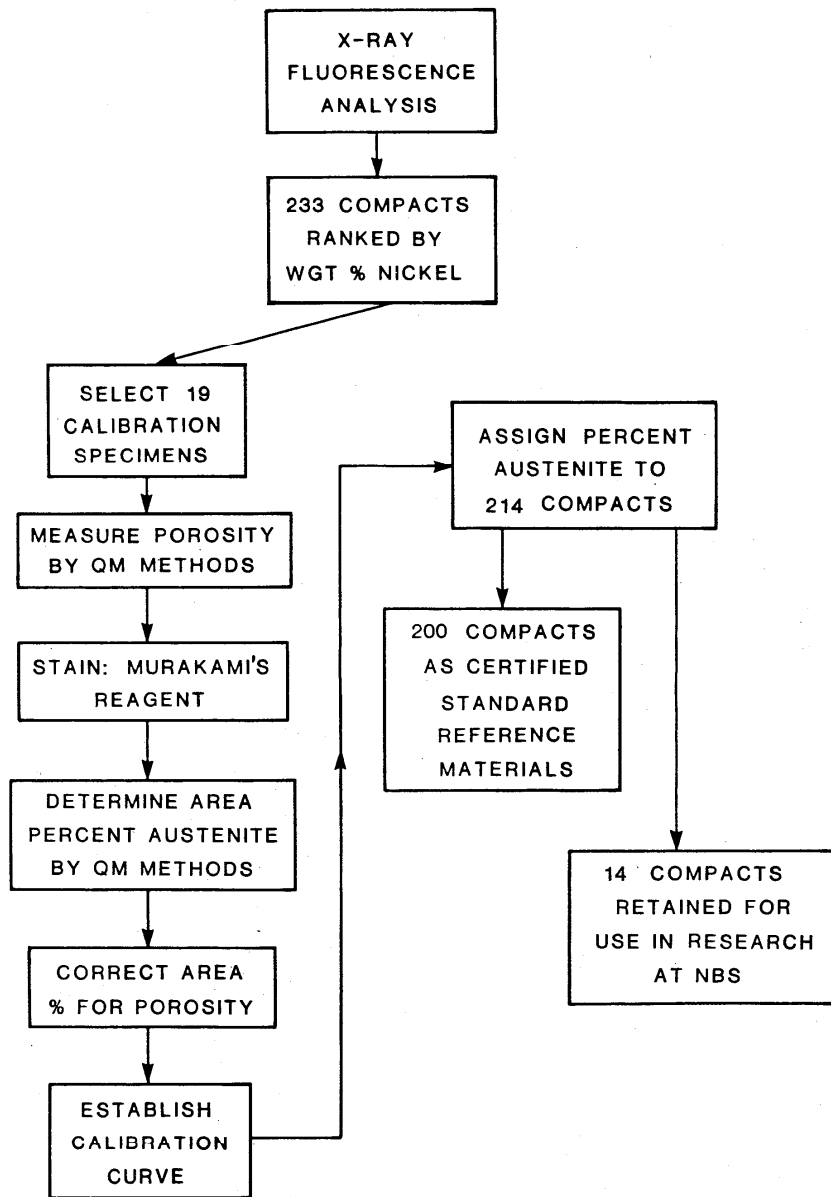 X-RAY
FLUORESCENCE
ANALYSIS
233 COMPACTS
RANKED BY
WGT % NICKEL
SELECT 19
CALIBRATION
SPECIMENS
MEASURE POROSITY
BY QM METHODS
STAIN: MURAKAMI'S
REAGENT
DETERMINE AREA
PERCENT AUSTENITE
BY QM METHODS
CORRECT AREA
% FOR POROSITY
ESTABLISH
CALIBRATION
CURVE
ASSIGN PERCENT
AUSTENITE TO
214 COMPACTS
200 COMPACTS
AS CERTIFIED
STANDARD
REFERENCE
MATERIALS
14 COMPACTS
RETAINED FOR
USE IN RESEARCH
AT NBS